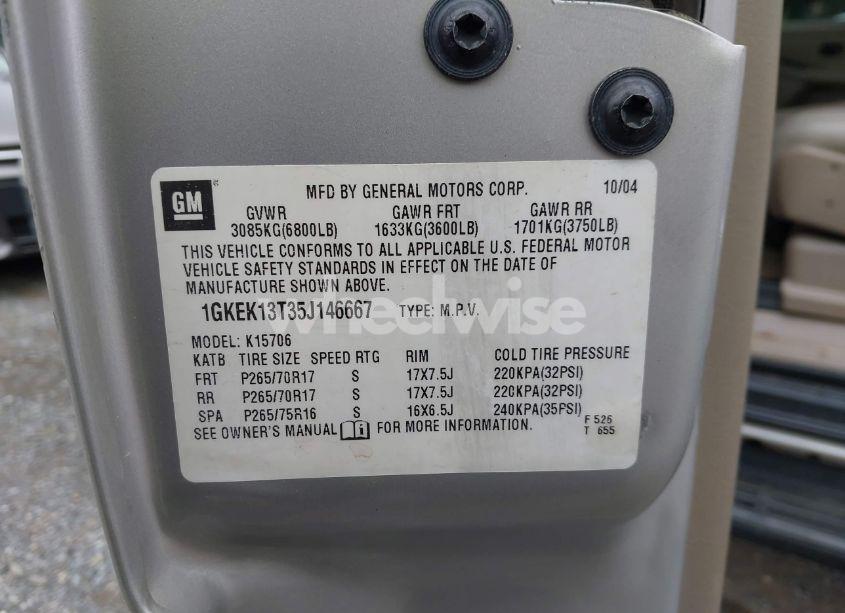 GM MFD BY GENERAL MOTORS CORP. 10/04
GVWR GAWR FRT GAWR RR
3085KG(6800LB) 1633KG(3600LB) 1701KG(3750LB)
THIS VEHICLE CONFORMS TO ALL APPLICABLE U.S. FEDERAL MOTOR
VEHICLE SAFETY STANDARDS IN EFFECT ON THE DATE OF
MANUFACTURE SHOWN ABOVE.
1GKEK13T35J146667 TYPE: M.P.V.
wheelwise
MODEL: K15706
KATB TIRE SIZE SPEED RTG RIM COLD TIRE PRESSURE
FRT P265/70R17 S 17X7.5J 220KPA(32PSI)
RR P265/70R17 S 17X7.5J 220KPA(32PSI)
SPA P265/75R16 S 16X6.5J 240KPA(35PSI)
SEE OWNER'S MANUAL FOR MORE INFORMATION. F 526
T 655